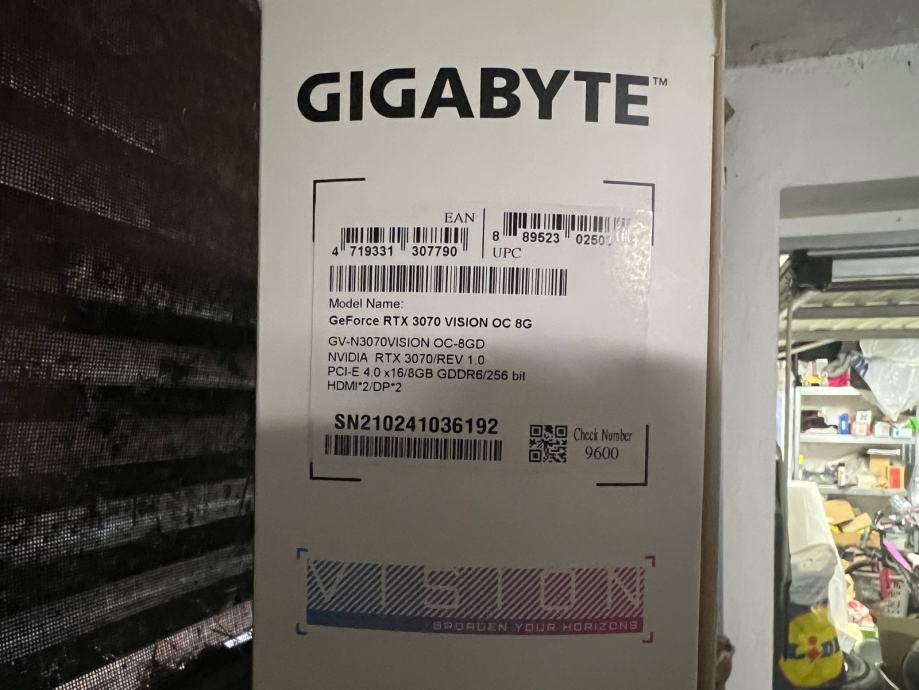 GIGABYTE™
EAN
4 719331 307790
8 89523
UPC
Model Name:
GeForce RTX 3070 VISION OC 8G
GV-N3070VISION OC-8GD
NVIDIA RTX 3070/REV 1.0
PCI-E 4.0 x16/8GB GDDR6/256 bit
HDMI*2/DP*2
SN210241036192
Check Number
9600
VISION
BROADEN YOUR HORIZONS